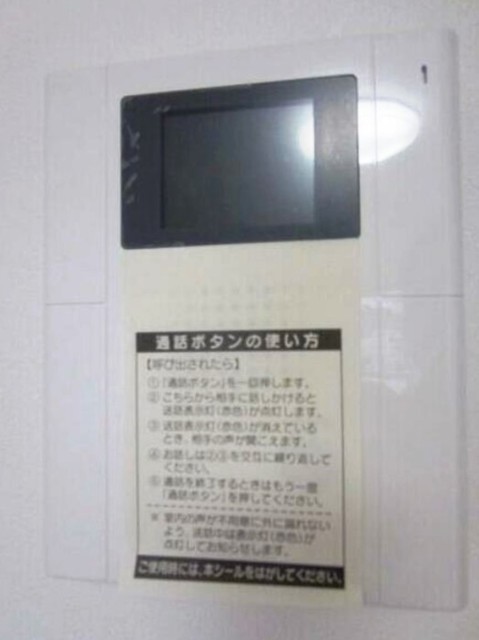 通話ボタンの使い方
【呼び出されたら】
①「通話ボタン」を一回押します。
② こちらから相手に話しかけると
送話表示灯(赤色)が点灯します。
③ 送話表示灯(赤色)が消えている
とき、相手の声が聞こえます。
④ お話しは②・③を交互に繰り返して
ください。
⑤ 通話を終了するときはもう一度
「通話ボタン」を押してください。
※ 室内の声が不用意に外に漏れない
よう、送話中は表示灯(赤色)が
点灯してお知らせします。
ご使用時には、本シールをはがしてください。